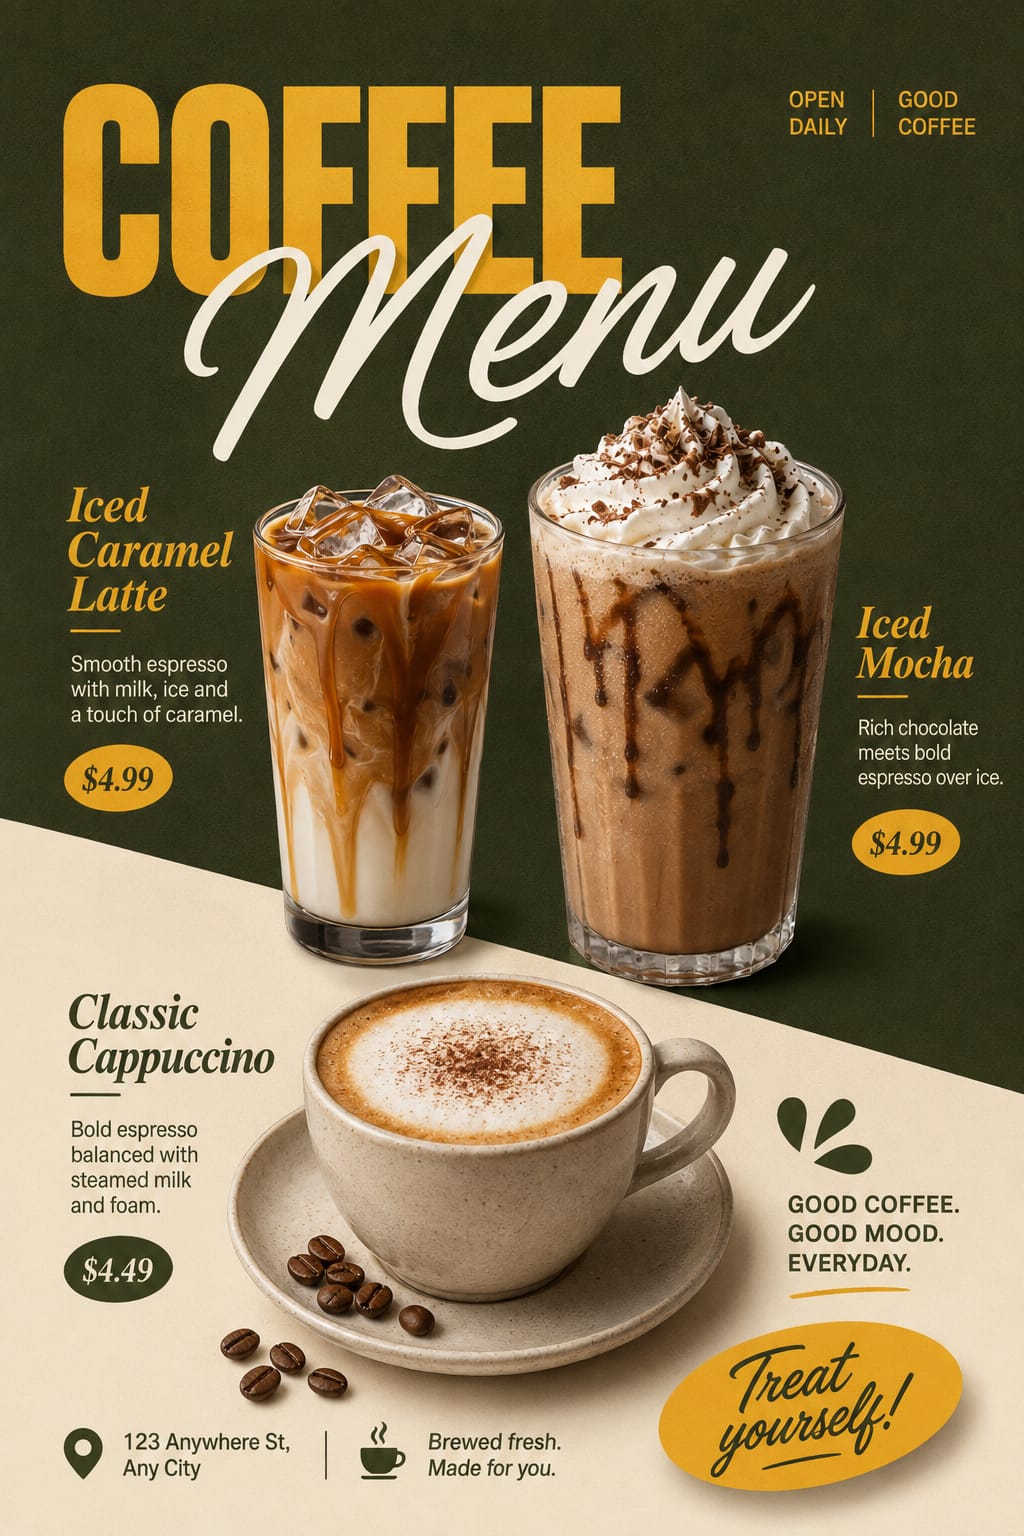 COFFEE
Menu
OPEN
DAILY
GOOD
COFFEE
Iced
Caramel
Latte
Smooth espresso
with milk, ice and
a touch of caramel.
$4.99
Iced
Mocha
Rich chocolate
meets bold
espresso over ice.
$4.99
Classic
Cappuccino
Bold espresso
balanced with
steamed milk
and foam.
$4.49
GOOD COFFEE.
GOOD MOOD.
EVERYDAY.
Treat
yourself!
123 Anywhere St,
Any City
Brewed fresh.
Made for you.